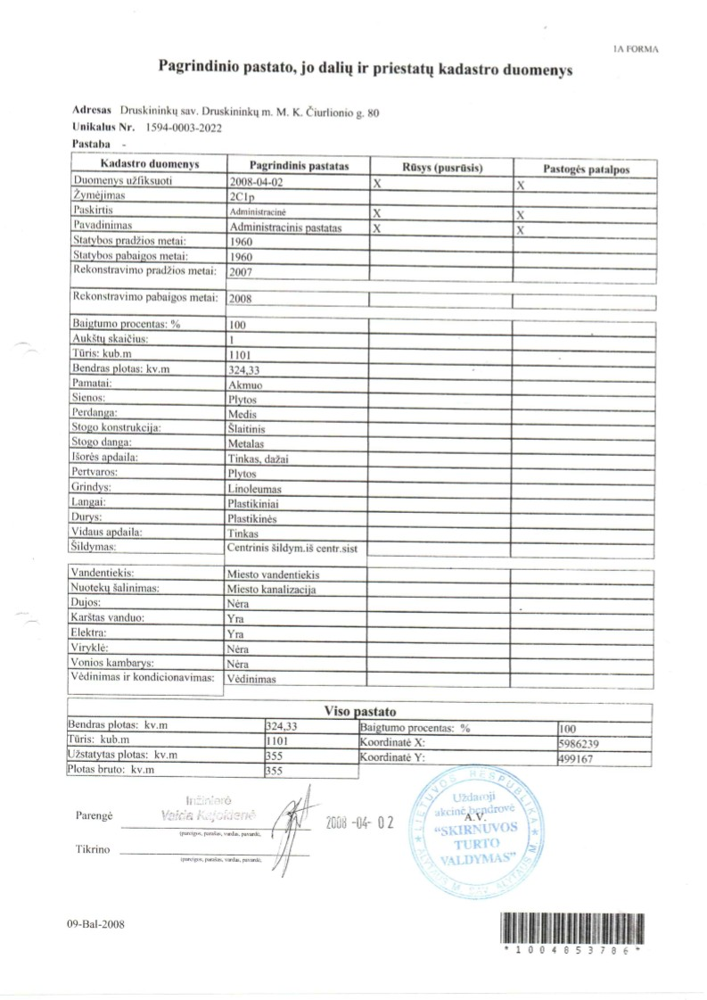 1A FORMA
Pagrindinio pastato, jo dalių ir priestatų kadastro duomenys
Adresas Druskininkų sav. Druskininkų m. M. K. Čiurlionio g. 80
Unikalus Nr. 1594-0003-2022
Pastaba -
Kadastro duomenys Pagrindinis pastatas Rūsys (pusrūsis) Pastogės patalpos
Duomenys užfiksuoti 2008-04-02 X X
Žymėjimas 2C1p
Paskirtis Administracinė X X
Pavadinimas Administracinis pastatas X X
Statybos pradžios metai: 1960
Statybos pabaigos metai: 1960
Rekonstravimo pradžios metai: 2007
Rekonstravimo pabaigos metai: 2008
Baigtumo procentas: % 100
Aukštų skaičius: 1
Tūris: kub.m 1101
Bendras plotas: kv.m 324,33
Pamatai: Akmuo
Sienos: Plytos
Perdanga: Medis
Stogo konstrukcija: Šlaitinis
Stogo danga: Metalas
Išorės apdaila: Tinkas, dažai
Pertvaros: Plytos
Grindys: Linoleumas
Langai: Plastikiniai
Durys: Plastikinės
Vidaus apdaila: Tinkas
Šildymas: Centrinis šildym.iš centr.sist
Vandentiekis: Miesto vandentiekis
Nuotekų šalinimas: Miesto kanalizacija
Dujos: Nėra
Karštas vanduo: Yra
Elektra: Yra
Viryklė: Nėra
Vonios kambarys: Nėra
Vėdinimas ir kondicionavimas: Vėdinimas
Viso pastato
Bendras plotas: kv.m 324,33 Baigtumo procentas: % 100
Tūris: kub.m 1101 Koordinatė X: 5986239
Užstatytas plotas: kv.m 355 Koordinatė Y: 499167
Plotas bruto: kv.m 355
Inžinierė
Parengė Vaida
(pareigos, parašas, vardas, pavardė,
2008 -04- 02
Tikrino
(pareigos, parašas, vardas, pavardė,
LIETUVOS RESPUBLIKA
Uždaroji
akcinė bendrovė
A.V.
"SKIRNUVOS
TURTO
VALDYMAS"
ALYTAUS M. SAV. ALYTAUS M.
09-Bal-2008
*1004853786*